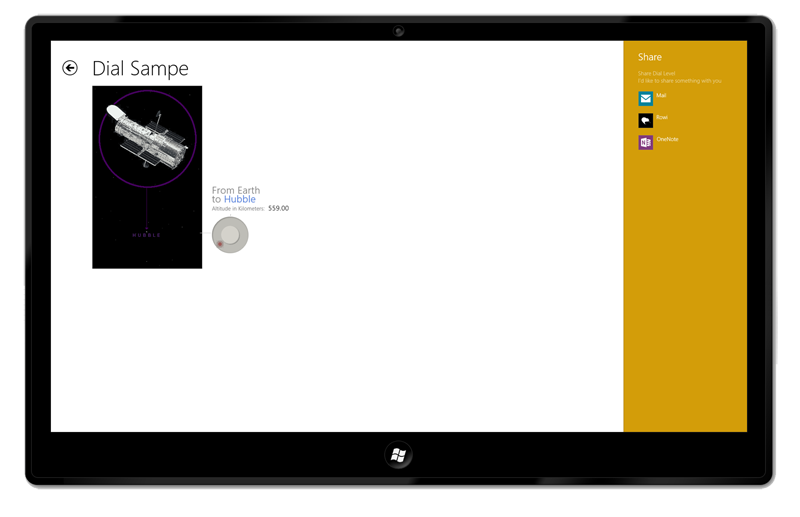 Dial Sampe
HUBBLE
From Earth
to Hubble
Altitude in Kilometers: 559.00
Share
Share Dial Lever
I'd like to share something with you
Mail
Rowi
OneNote